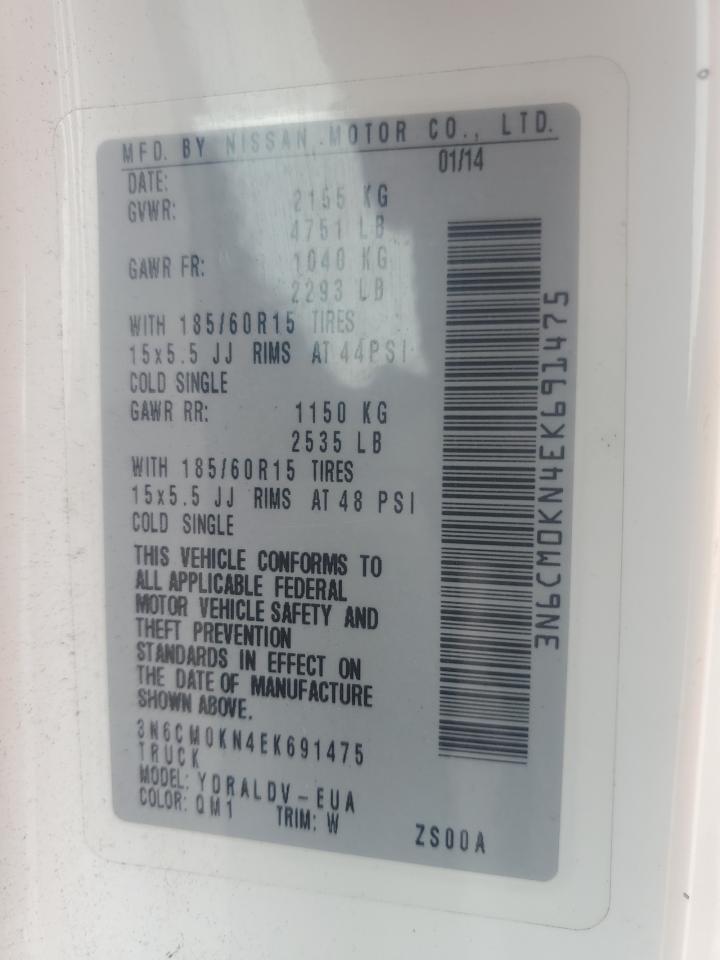 MFD. BY NISSAN MOTOR CO., LTD.
DATE: 01/14
GVWR: 2155 KG
4751 LB
GAWR FR: 1040 KG
2293 LB
WITH 185/60R15 TIRES
15x5.5 JJ RIMS AT 44PSI
COLD SINGLE
GAWR RR: 1150 KG
2535 LB
WITH 185/60R15 TIRES
15x5.5 JJ RIMS AT 48 PSI
COLD SINGLE
THIS VEHICLE CONFORMS TO
ALL APPLICABLE FEDERAL
MOTOR VEHICLE SAFETY AND
THEFT PREVENTION
STANDARDS IN EFFECT ON
THE DATE OF MANUFACTURE
SHOWN ABOVE.
3N6CM0KN4EK691475
TRUCK
MODEL: YDRALDV-EUA
COLOR: QM1 TRIM: W
ZS00A
3N6CM0KN4EK691475